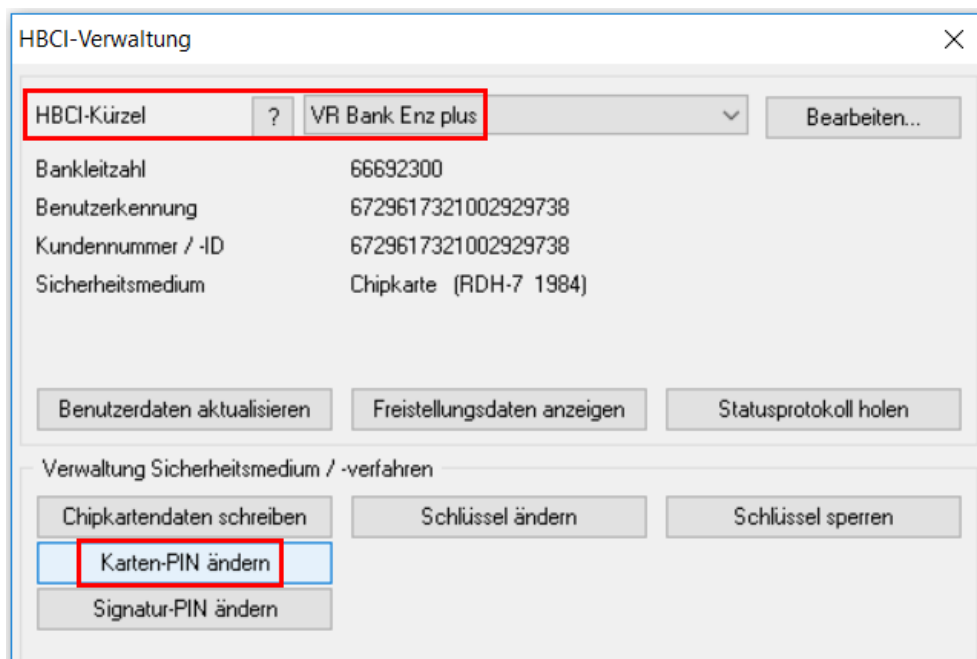 HBCI-Verwaltung
HBCI-Kürzel ? VR Bank Enz plus Bearbeiten...
Bankleitzahl 66692300
Benutzerkennung 6729617321002929738
Kundennummer / -ID 6729617321002929738
Sicherheitsmedium Chipkarte (RDH-7 1984)
Benutzerdaten aktualisieren Freistellungsdaten anzeigen Statusprotokoll holen
Verwaltung Sicherheitsmedium / -verfahren
Chipkartendaten schreiben Schlüssel ändern Schlüssel sperren
Karten-PIN ändern
Signatur-PIN ändern